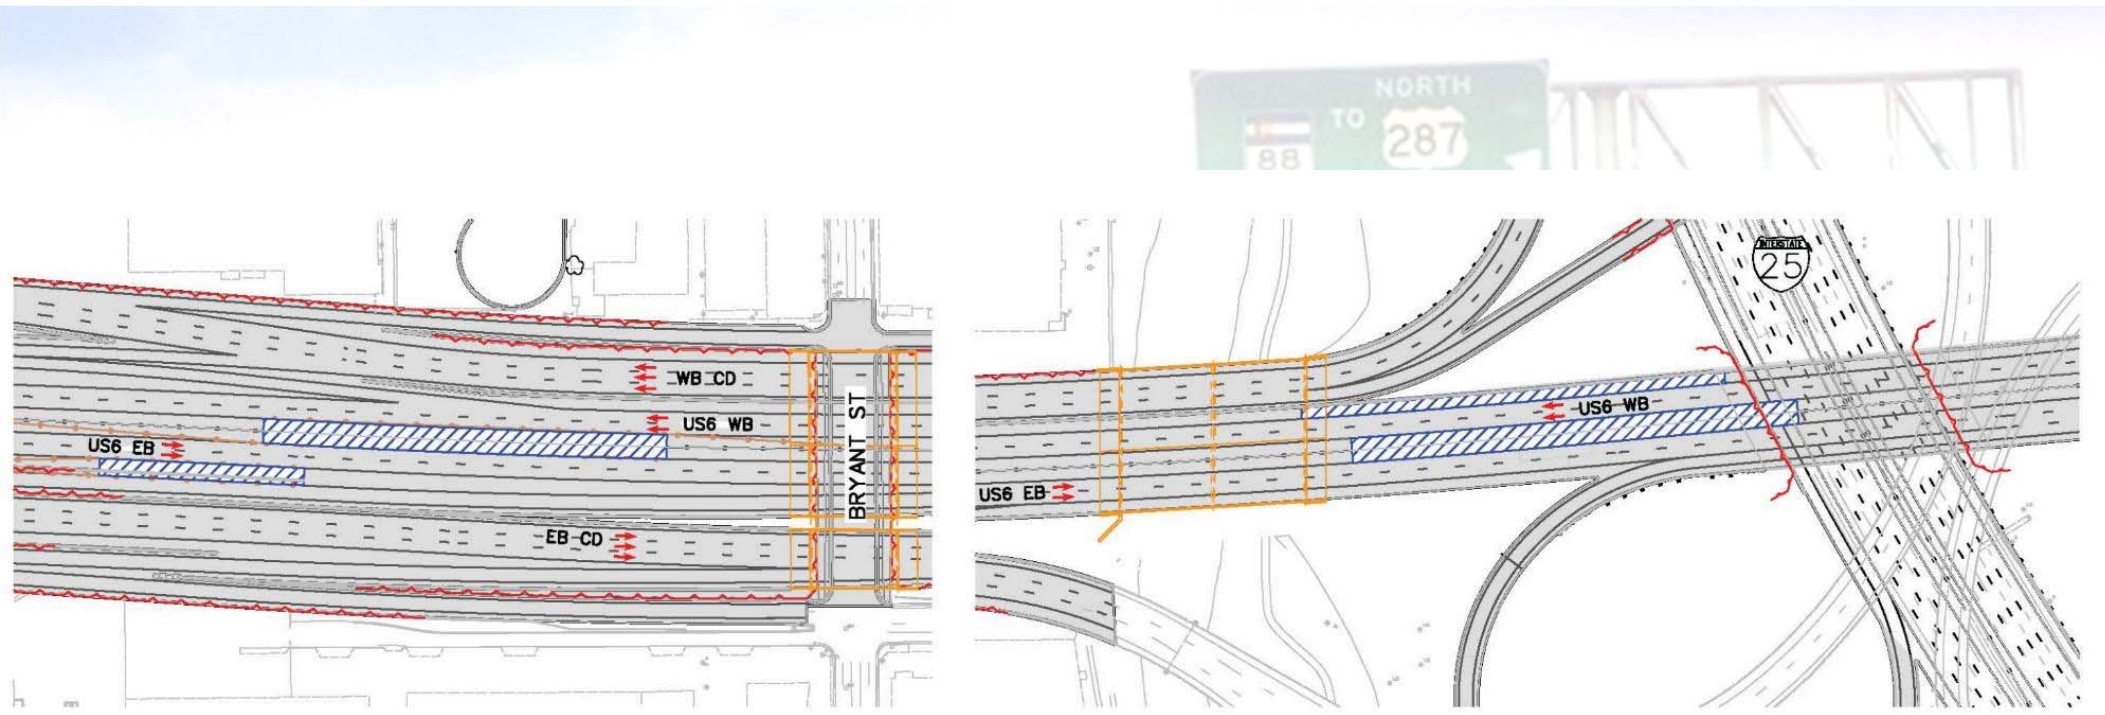 NORTH
TO
287
88
WB CD
US6 WB
US6 EB
EB CD
BRYANT ST
INTERSTATE
25
US6 WB
US6 EB